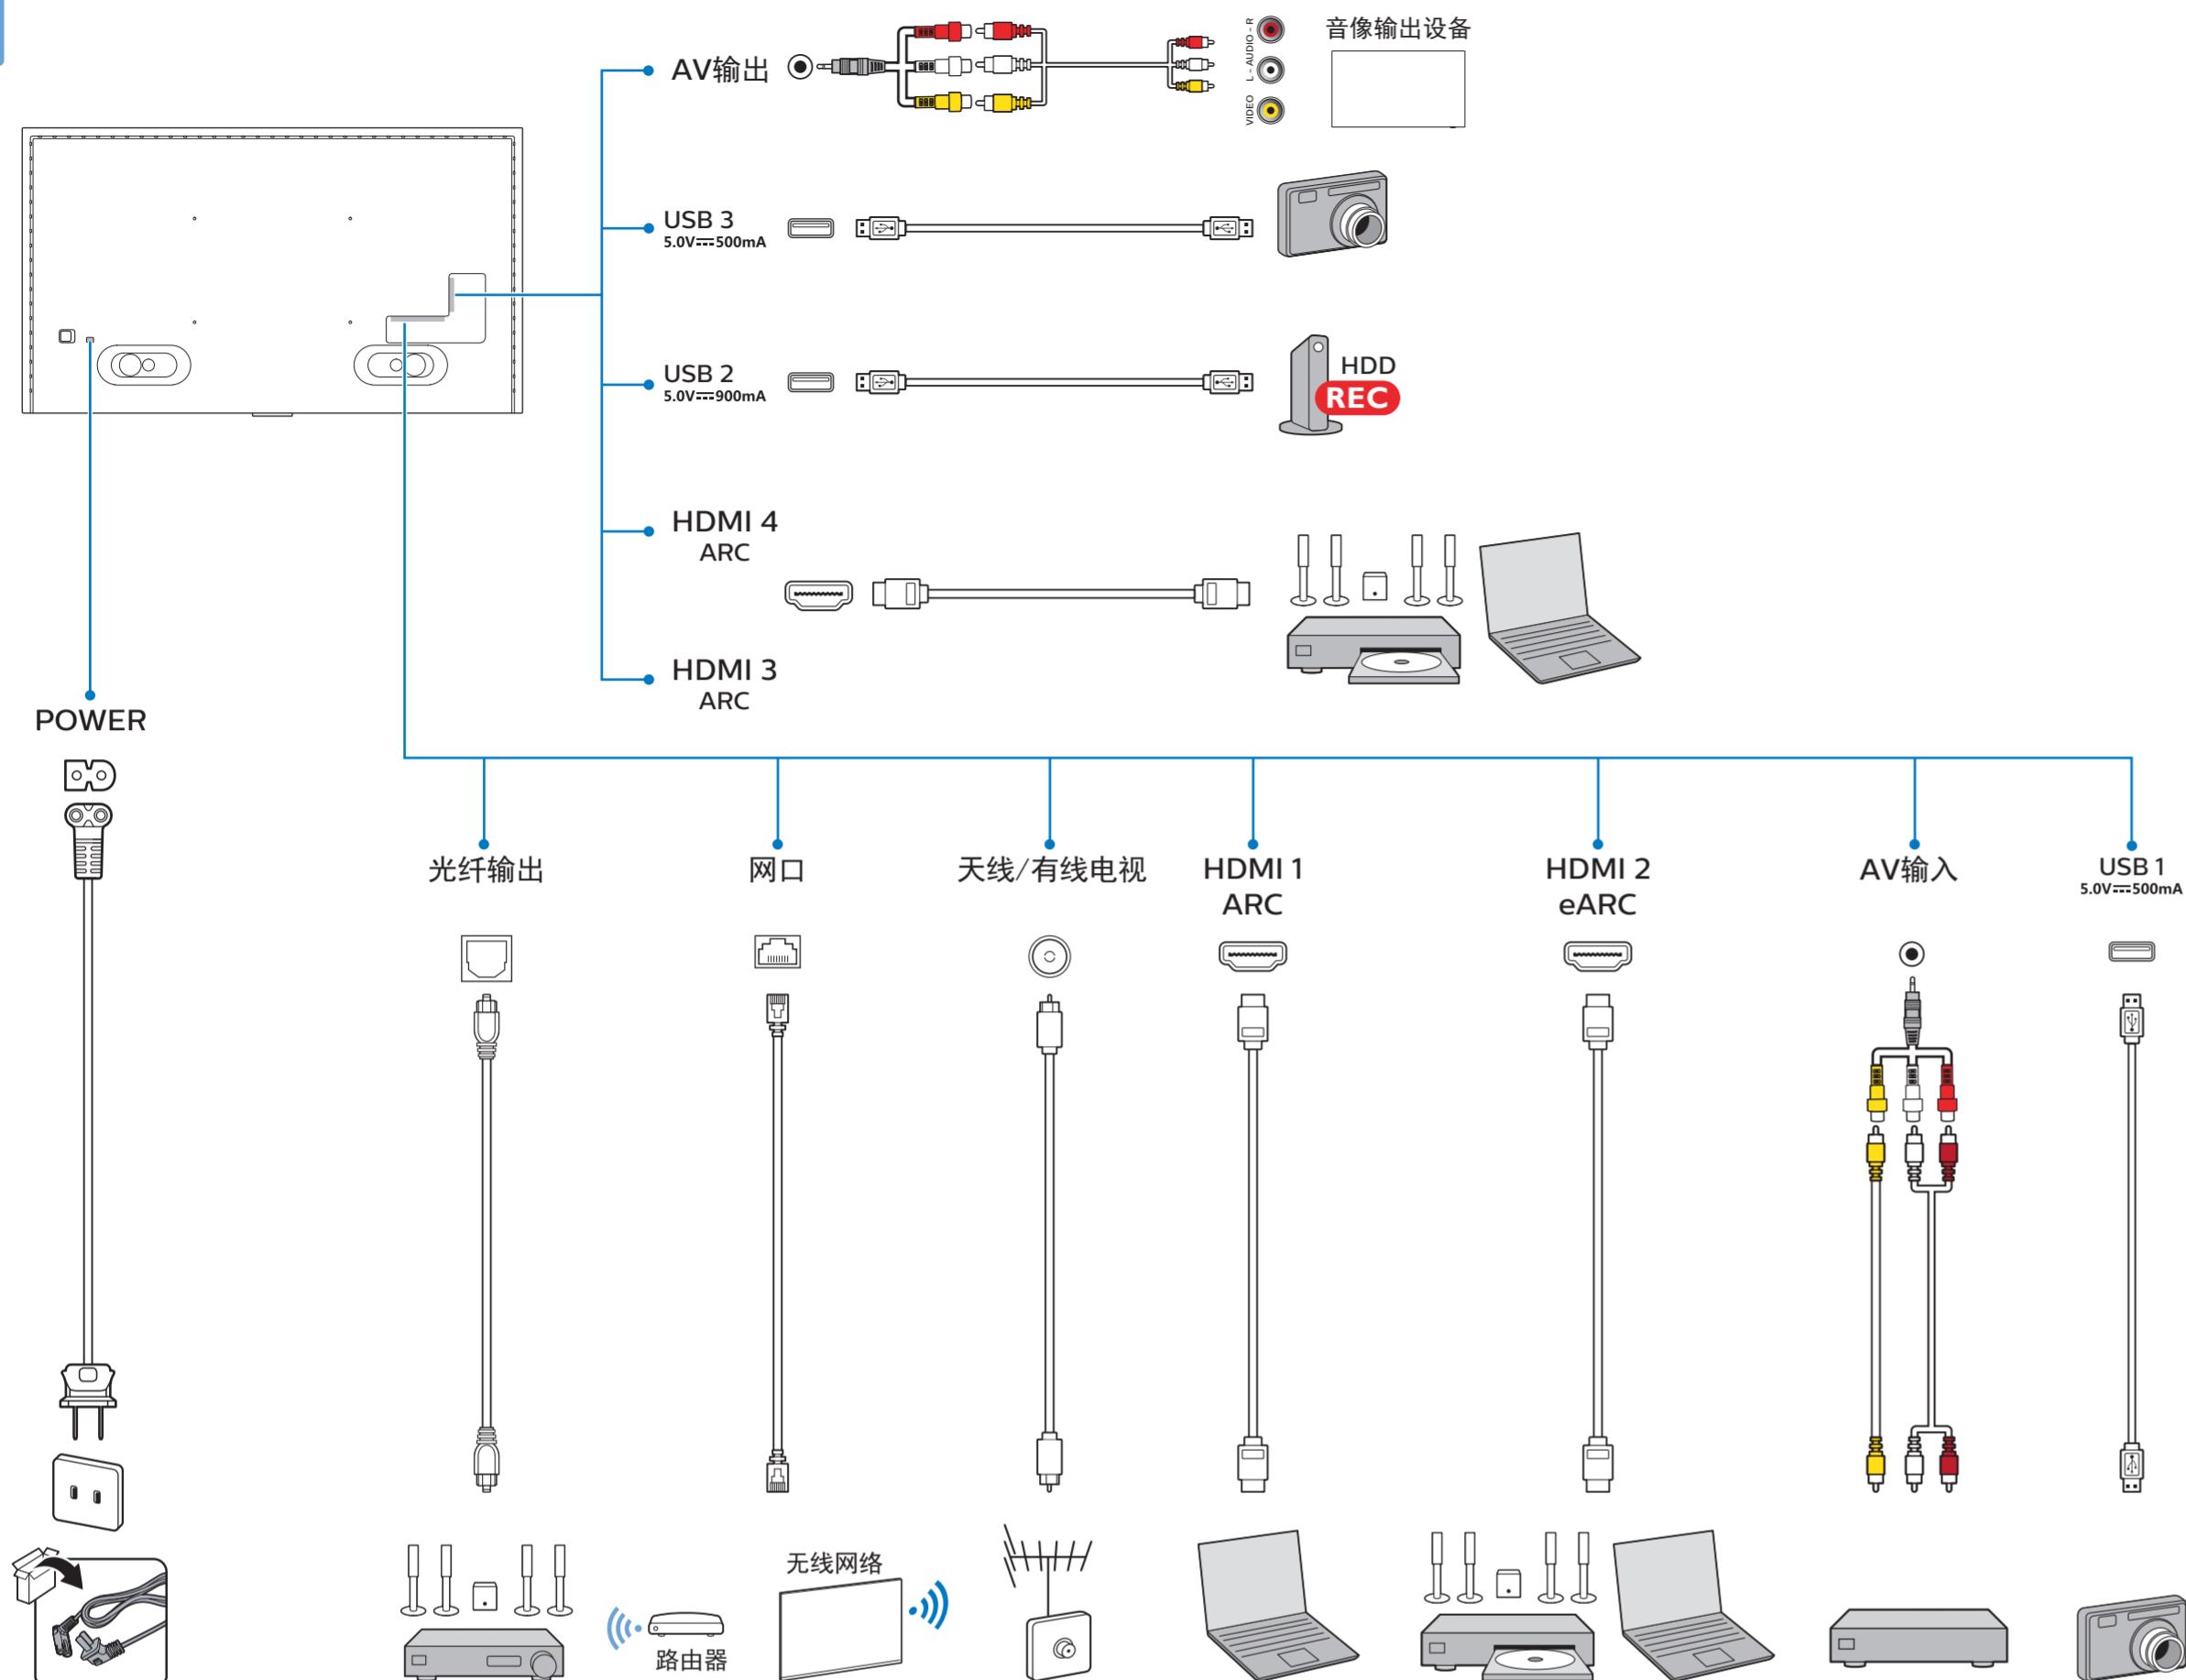 AV输出
L - AUDIO - R
VIDEO
音像输出设备
USB 3
5.0V⎓500mA
USB 2
5.0V⎓900mA
HDD
REC
HDMI 4
ARC
HDMI 3
ARC
POWER
光纤输出
网口
天线/有线电视
HDMI 1
ARC
HDMI 2
eARC
AV输入
USB 1
5.0V⎓500mA
无线网络
路由器